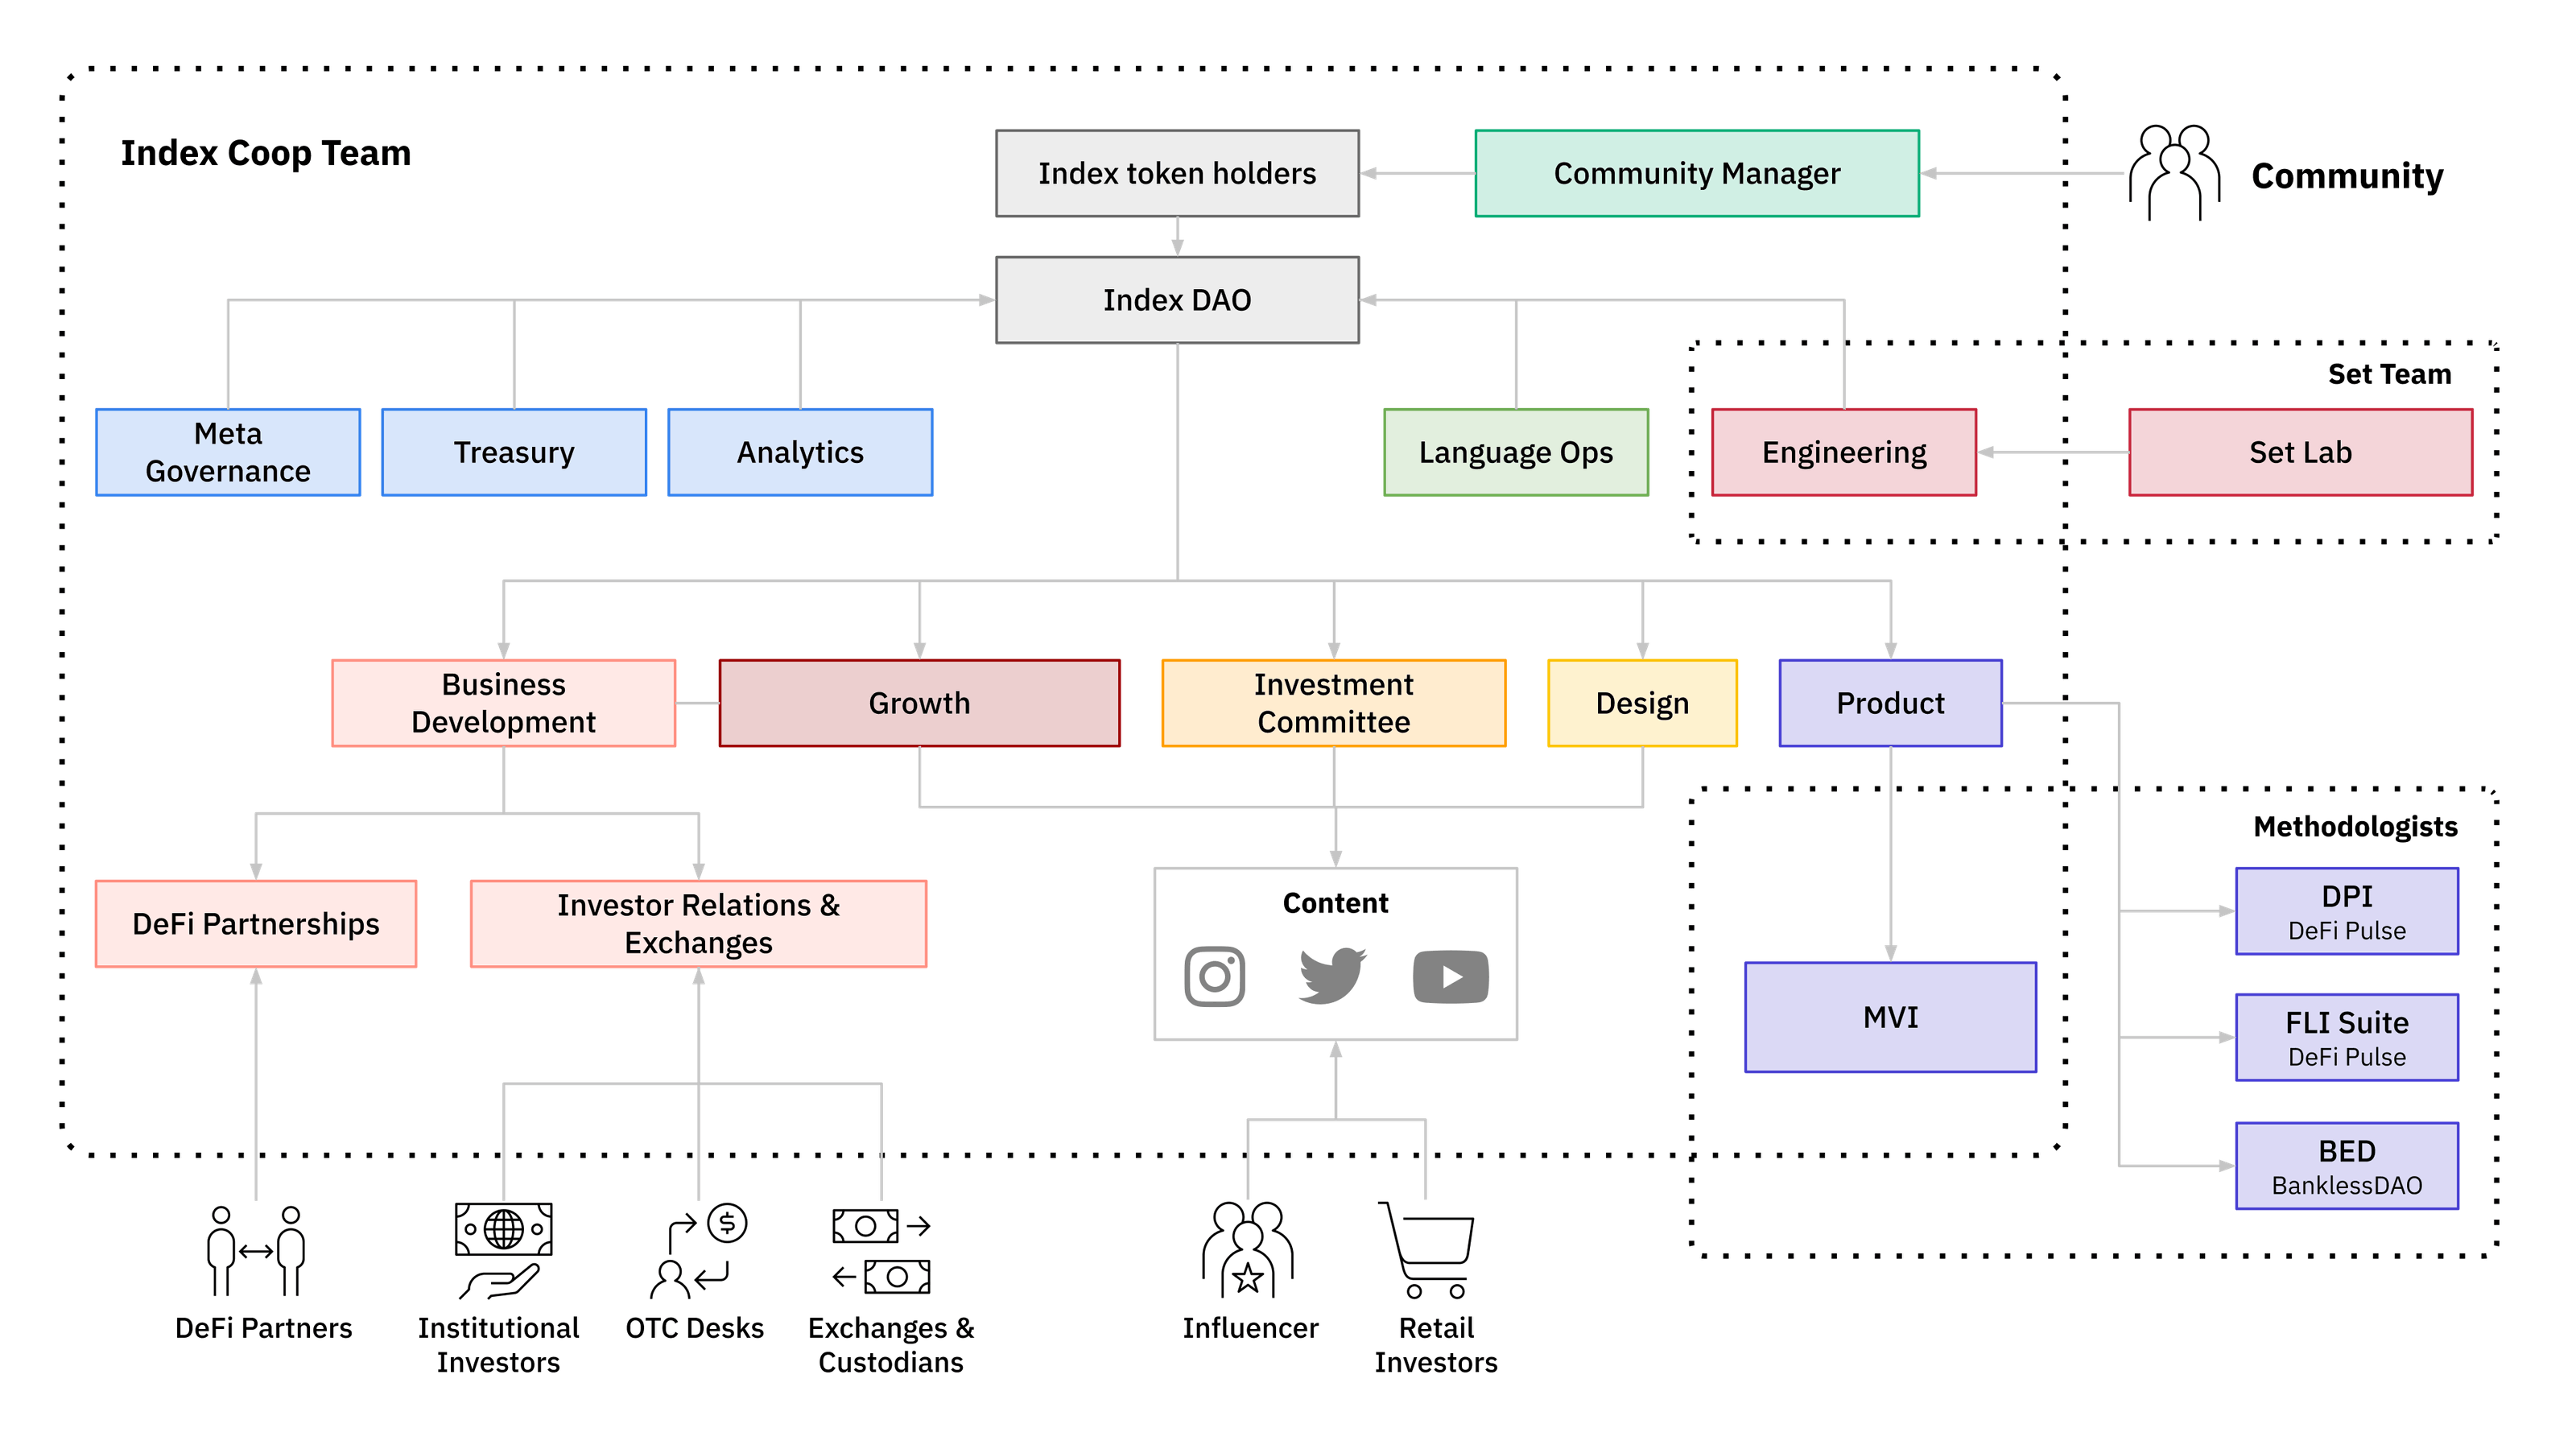 Index Coop Team
Index token holders
Community Manager
Community
Index DAO
Set Team
Meta
Governance
Treasury
Analytics
Language Ops
Engineering
Set Lab
Business
Development
Growth
Investment
Committee
Design
Product
Methodologists
DeFi Partnerships
Investor Relations &
Exchanges
Content
MVI
DPI
DeFi Pulse
FLI Suite
DeFi Pulse
BED
BanklessDAO
DeFi Partners
Institutional
Investors
OTC Desks
Exchanges &
Custodians
Influencer
Retail
Investors